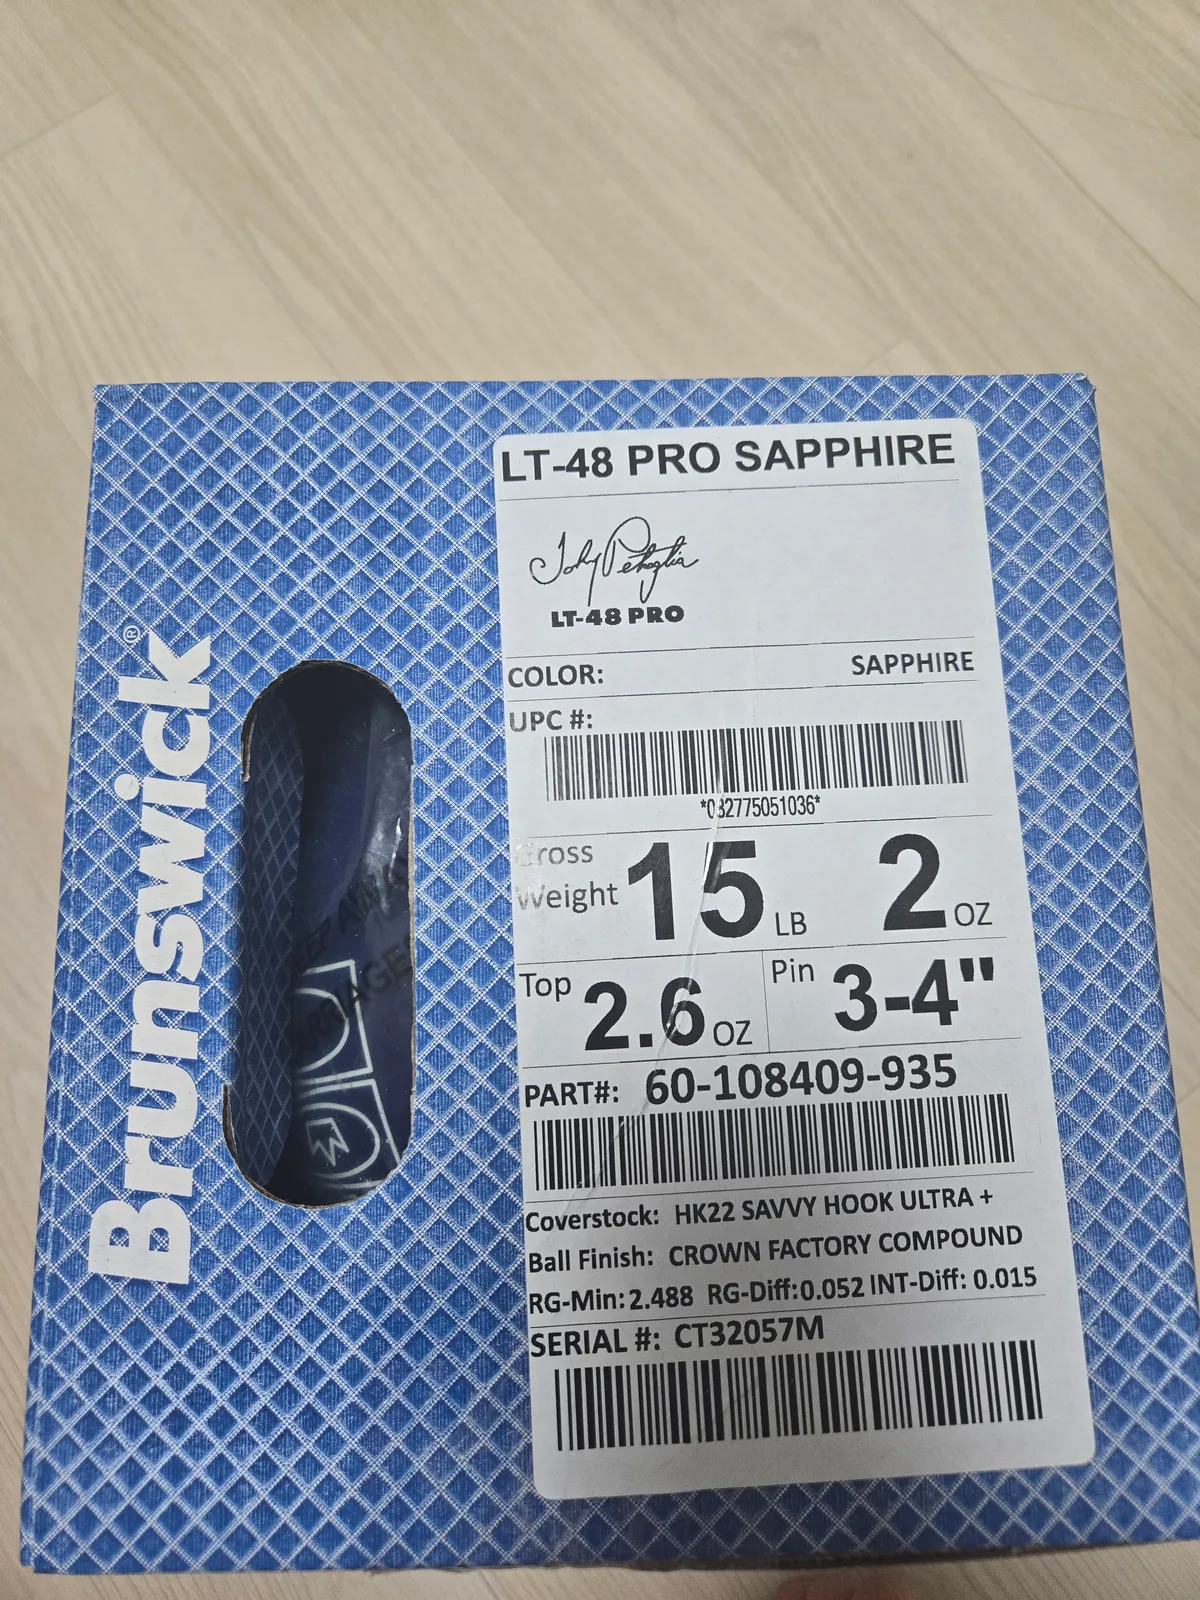 LT-48 PRO SAPPHIRE
LT-48 PRO
COLOR: SAPPHIRE
UPC #:
*032775051036*
Gross Weight 15 LB 2 OZ
Top 2.6 OZ Pin 3-4"
PART#: 60-108409-935
Coverstock: HK22 SAVVY HOOK ULTRA +
Ball Finish: CROWN FACTORY COMPOUND
RG-Min: 2.488 RG-Diff:0.052 INT-Diff: 0.015
SERIAL #: CT32057M
Brunswick®